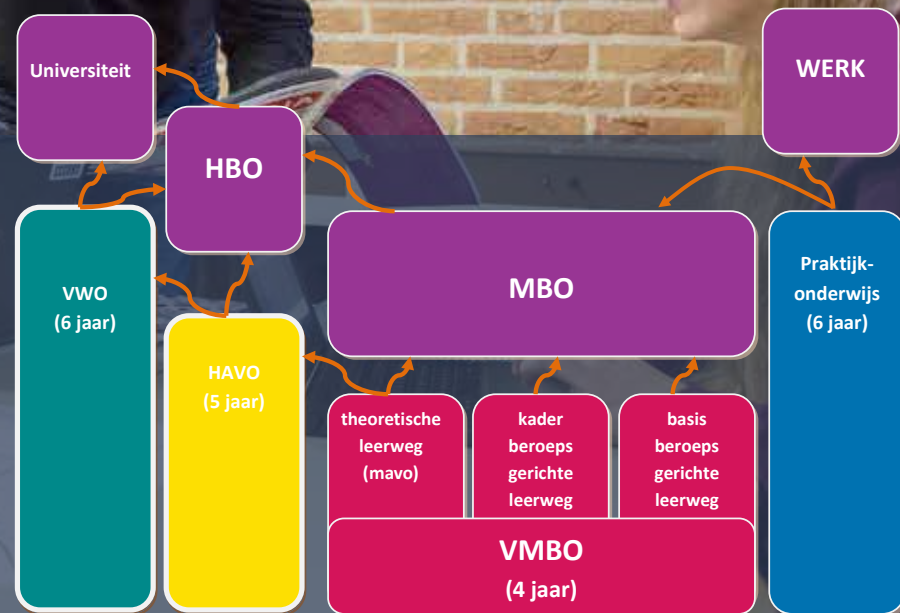 Universiteit
WERK
HBO
VWO
(6 jaar)
MBO
Praktijk-
onderwijs
(6 jaar)
HAVO
(5 jaar)
theoretische
leerweg
(mavo)
kader
beroeps
gerichte
leerweg
basis
beroeps
gerichte
leerweg
VMBO
(4 jaar)